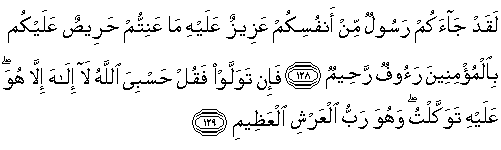 لَقَدْ جَآءَكُمْ رَسُولٌ مِّنْ أَنفُسِكُمْ عَزِيزٌ عَلَيْهِ مَا عَنِتُّمْ حَرِيصٌ عَلَيْكُم
بِٱلْمُؤْمِنِينَ رَءُوفٌ رَّحِيمٌ ١٢٨ فَإِن تَوَلَّوْا۟ فَقُلْ حَسْبِىَ ٱللَّهُ لَآ إِلَـٰهَ إِلَّا هُوَ ۖ
عَلَيْهِ تَوَكَّلْتُ ۖ وَهُوَ رَبُّ ٱلْعَرْشِ ٱلْعَظِيمِ ١٢٩